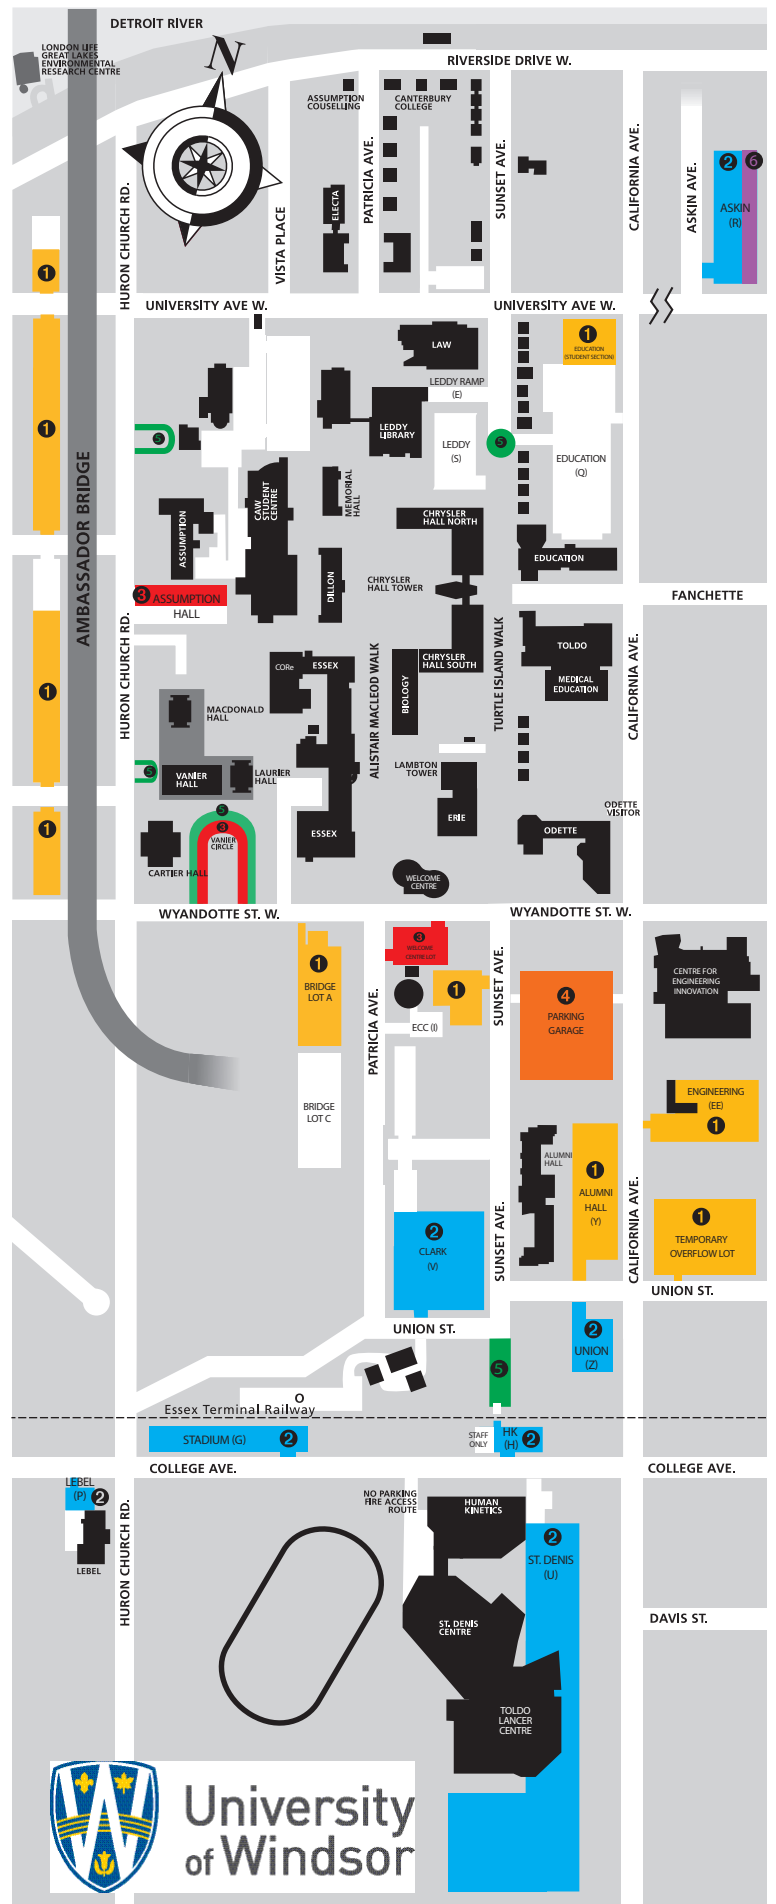 DETROIT RIVER
LONDON LIFE
GREAT LAKES
ENVIRONMENTAL
RESEARCH CENTRE
N
RIVERSIDE DRIVE W.
ASSUMPTION
COUSELLING
CANTERBURY
COLLEGE
PATRICIA AVE.
SUNSET AVE.
CALIFORNIA AVE.
ASKIN AVE.
2
6
ASKIN
(R)
ELECTA
HURON CHURCH RD.
VISTA PLACE
1
UNIVERSITY AVE W.
UNIVERSITY AVE W.
1
EDUCATION
(STUDENT SECTION)
LAW
LEDDY RAMP
(E)
1
5
LEDDY
LIBRARY
LEDDY
(S)
5
EDUCATION
(Q)
AMBASSADOR BRIDGE
CAW
STUDENT
CENTRE
MEMORIAL
HALL
ASSUMPTION
CHRYSLER
HALL NORTH
EDUCATION
DILLON
CHRYSLER
HALL TOWER
3
ASSUMPTION
HALL
FANCHETTE
HURON CHURCH RD.
CORe
ESSEX
ALISTAIR MACLEOD WALK
CHRYSLER
HALL SOUTH
BIOLOGY
TURTLE ISLAND WALK
TOLDO
MEDICAL
EDUCATION
CALIFORNIA AVE.
1
MACDONALD
HALL
5
VANIER
HALL
LAURIER
HALL
LAMBTON
TOWER
ERIE
ODETTE
VISITOR
ODETTE
1
5
3
VANIER
CIRCLE
ESSEX
CARTIER HALL
WELCOME
CENTRE
WYANDOTTE ST. W.
WYANDOTTE ST. W.
1
BRIDGE
LOT A
3
WELCOME
CENTRE LOT
PATRICIA AVE.
SUNSET AVE.
1
ECC (I)
4
PARKING
GARAGE
CENTRE FOR
ENGINEERING
INNOVATION
BRIDGE
LOT C
ENGINEERING
(EE)
1
ALUMNI
HALL
1
ALUMNI
HALL
(Y)
CALIFORNIA AVE.
SUNSET AVE.
2
CLARK
(V)
1
TEMPORARY
OVERFLOW LOT
UNION ST.
UNION ST.
2
UNION
(Z)
5
O
Essex Terminal Railway
STADIUM (G)
2
STAFF
ONLY
HK
(H)
2
COLLEGE AVE.
COLLEGE AVE.
LEBEL
(P)
2
LEBEL
HURON CHURCH RD.
NO PARKING
FIRE ACCESS
ROUTE
HUMAN
KINETICS
2
ST. DENIS
(U)
ST. DENIS
CENTRE
DAVIS ST.
TOLDO
LANCER
CENTRE
University
of Windsor